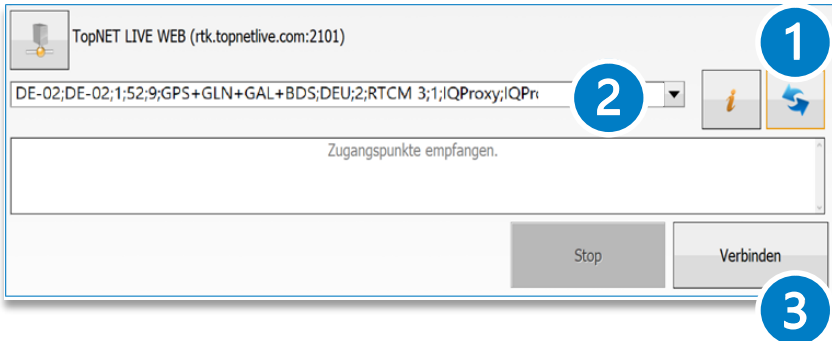 TopNET LIVE WEB (rtk.topnetlive.com:2101)
1
DE-02;DE-02;1;52;9;GPS+GLN+GAL+BDS;DEU;2;RTCM 3;1;IQProxy;IQPr
2
i
Zugangspunkte empfangen.
Stop
Verbinden
3